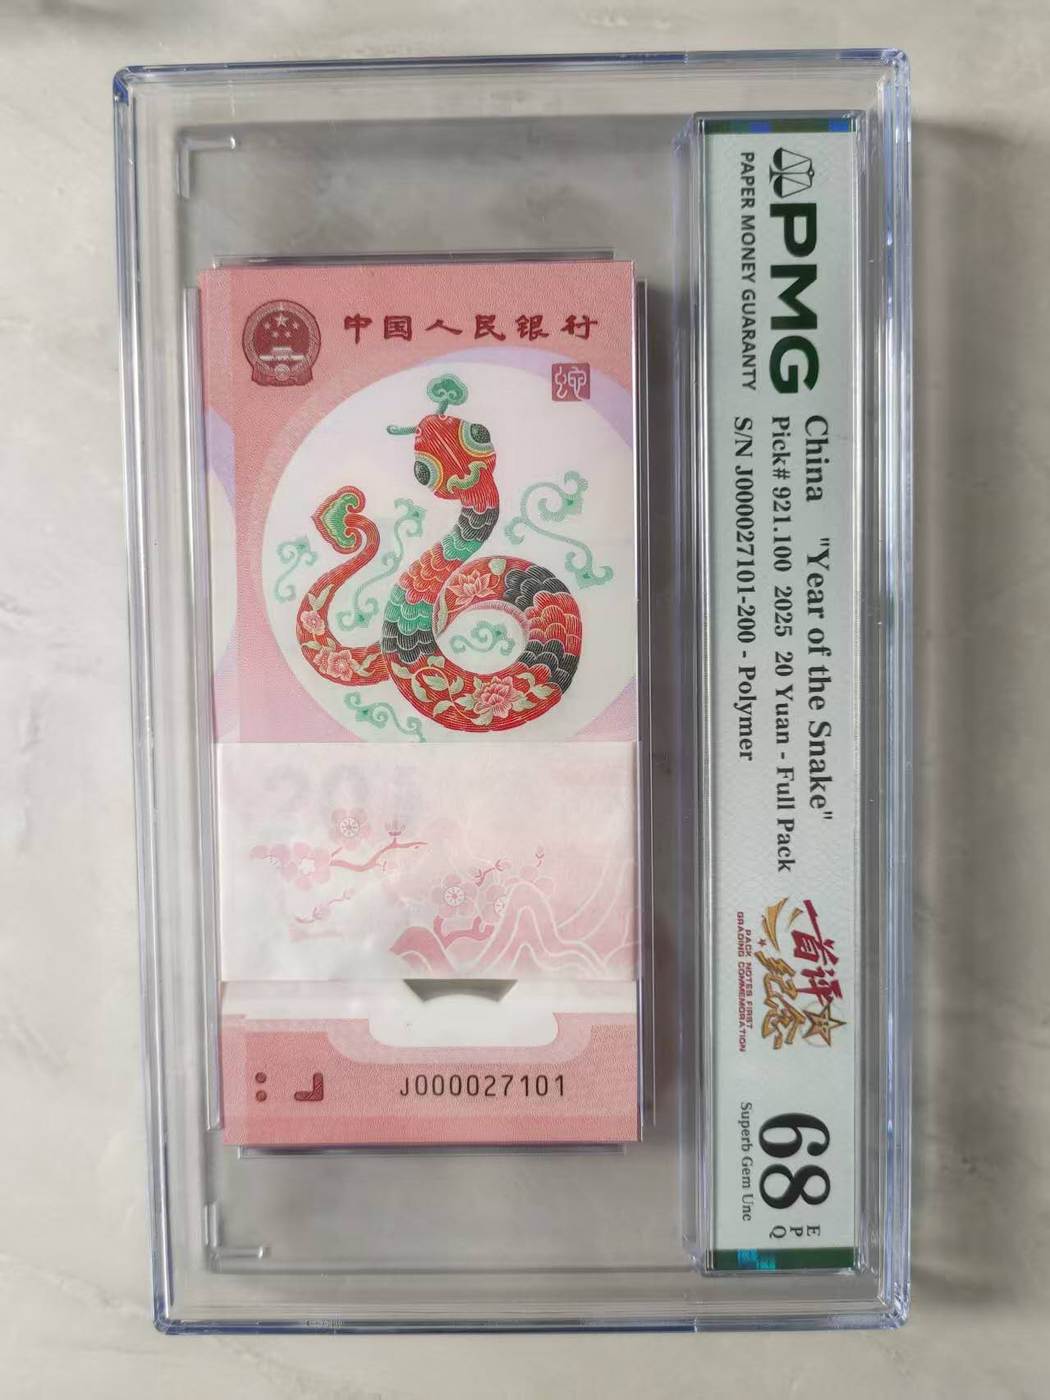 中国人民银行
J000027101
PMG
PAPER MONEY GUARANTY
China "Year of the Snake"
Pick# 921.100 2025 20 Yuan - Full Pack
S/N J000027101-200 - Polymer
首评
纪念
PACK NOTES FIRST
GRADING COMMEMORATION
68
EPQ
Superb Gem Unc